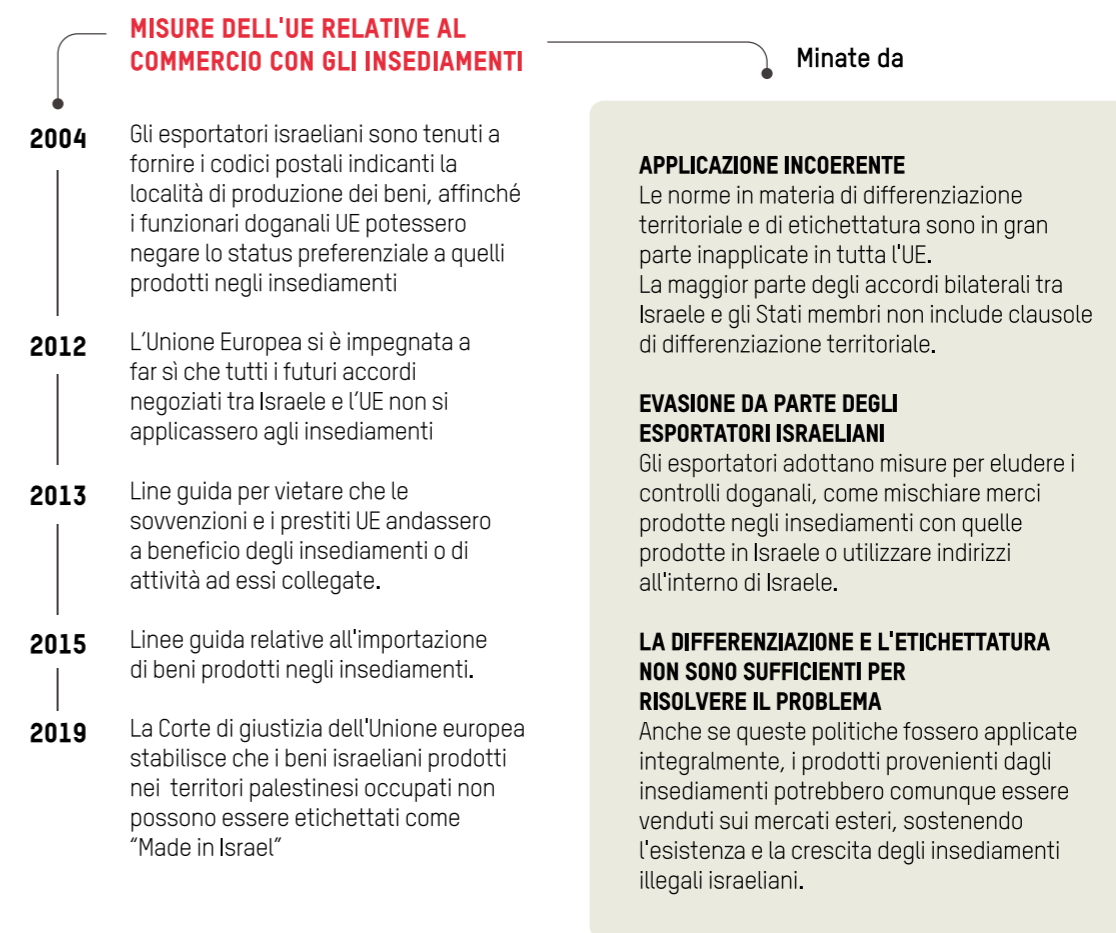 MISURE DELL'UE RELATIVE AL
COMMERCIO CON GLI INSEDIAMENTI
2004
Gli esportatori israeliani sono tenuti a
fornire i codici postali indicanti la
località di produzione dei beni, affinché
i funzionari doganali UE potessero
negare lo status preferenziale a quelli
prodotti negli insediamenti
2012
L'Unione Europea si è impegnata a
far sì che tutti i futuri accordi
negoziati tra Israele e l'UE non si
applicassero agli insediamenti
2013
Line guida per vietare che le
sovvenzioni e i prestiti UE andassero
a beneficio degli insediamenti o di
attività ad essi collegate.
2015
Linee guida relative all'importazione
di beni prodotti negli insediamenti.
2019
La Corte di giustizia dell'Unione europea
stabilisce che i beni israeliani prodotti
nei territori palestinesi occupati non
possono essere etichettati come
"Made in Israel"
Minate da
APPLICAZIONE INCOERENTE
Le norme in materia di differenziazione
territoriale e di etichettatura sono in gran
parte inapplicate in tutta l'UE.
La maggior parte degli accordi bilaterali tra
Israele e gli Stati membri non include clausole
di differenziazione territoriale.
EVASIONE DA PARTE DEGLI
ESPORTATORI ISRAELIANI
Gli esportatori adottano misure per eludere i
controlli doganali, come mischiare merci
prodotte negli insediamenti con quelle
prodotte in Israele o utilizzare indirizzi
all'interno di Israele.
LA DIFFERENZIAZIONE E L'ETICHETTATURA
NON SONO SUFFICIENTI PER
RISOLVERE IL PROBLEMA
Anche se queste politiche fossero applicate
integralmente, i prodotti provenienti dagli
insediamenti potrebbero comunque essere
venduti sui mercati esteri, sostenendo
l'esistenza e la crescita degli insediamenti
illegali israeliani.